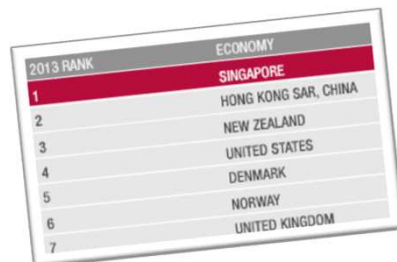 2013 RANK ECONOMY
1 SINGAPORE
2 HONG KONG SAR, CHINA
3 NEW ZEALAND
4 UNITED STATES
5 DENMARK
6 NORWAY
7 UNITED KINGDOM